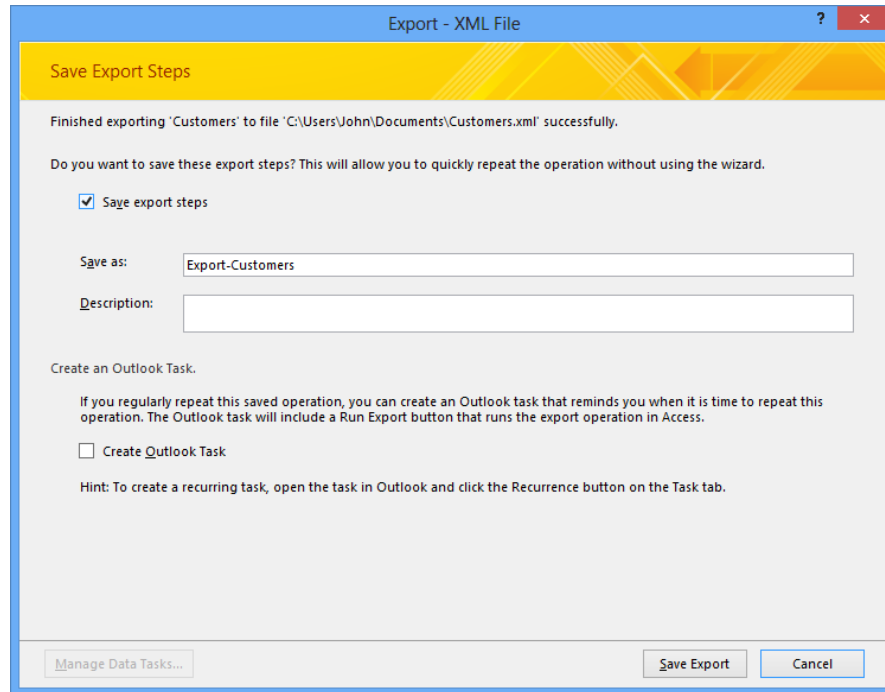 Export - XML File
?
Save Export Steps
Finished exporting 'Customers' to file 'C:\Users\John\Documents\Customers.xml' successfully.
Do you want to save these export steps? This will allow you to quickly repeat the operation without using the wizard.
Save export steps
Save as:
Export-Customers
Description:
Create an Outlook Task.
If you regularly repeat this saved operation, you can create an Outlook task that reminds you when it is time to repeat this
operation. The Outlook task will include a Run Export button that runs the export operation in Access.
Create Outlook Task
Hint: To create a recurring task, open the task in Outlook and click the Recurrence button on the Task tab.
Manage Data Tasks...
Save Export
Cancel